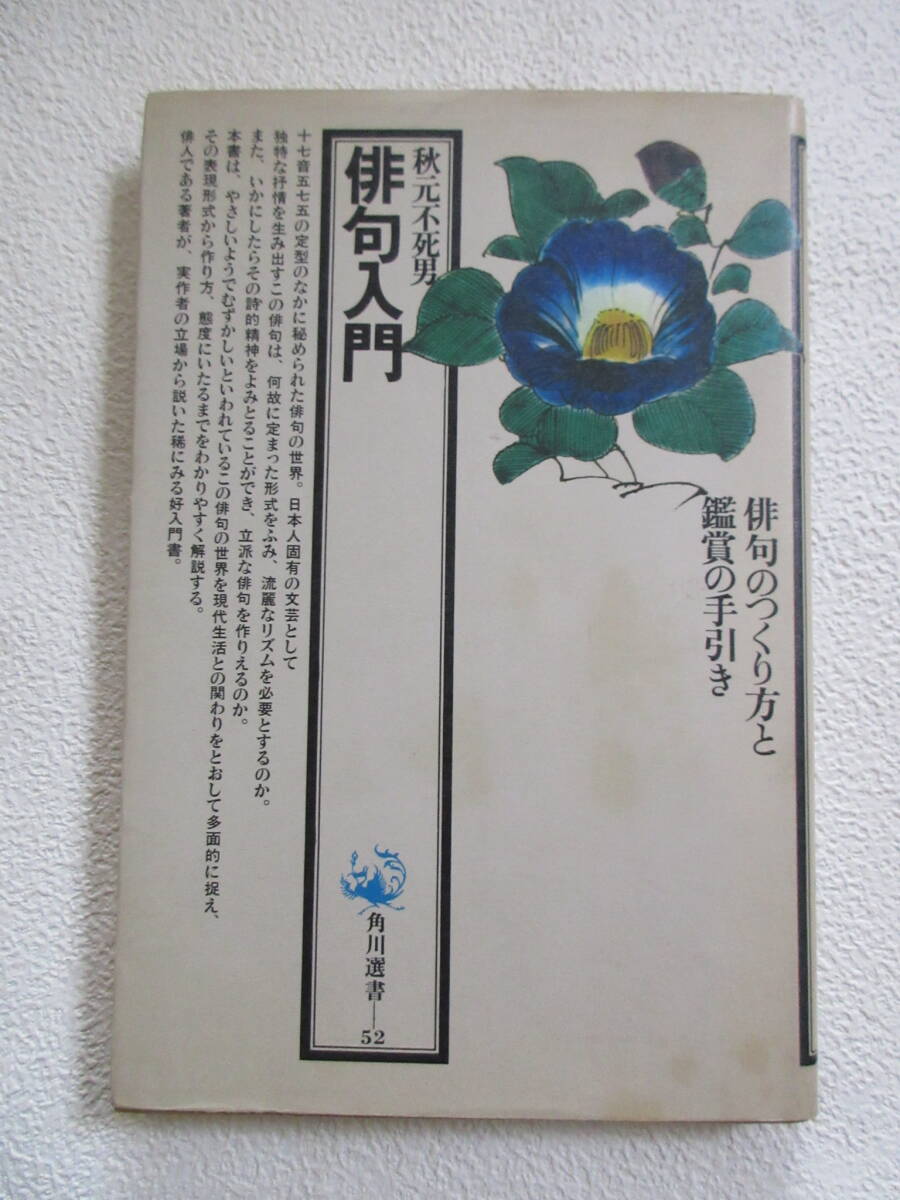 俳句のつくり方と
鑑賞の手引き
秋元不死男
俳句入門
角川選書―52
十七音五七五の定型のなかに秘められた俳句の世界。日本人固有の文芸として
独特な抒情を生み出すこの俳句は、何故に定まった形式をふみ、流麗なリズムを必要とするのか。
また、いかにしたらその詩的精神をよみとることができ、立派な俳句を作りえるのか。
本書は、やさしいようでむずかしいといわれているこの俳句の世界を現代生活との関わりをとおして多面的に捉え、
その表現形式から作り方、態度にいたるまでをわかりやすく解説する。
俳人である著者が、実作者の立場から説いた稀にみる好入門書。